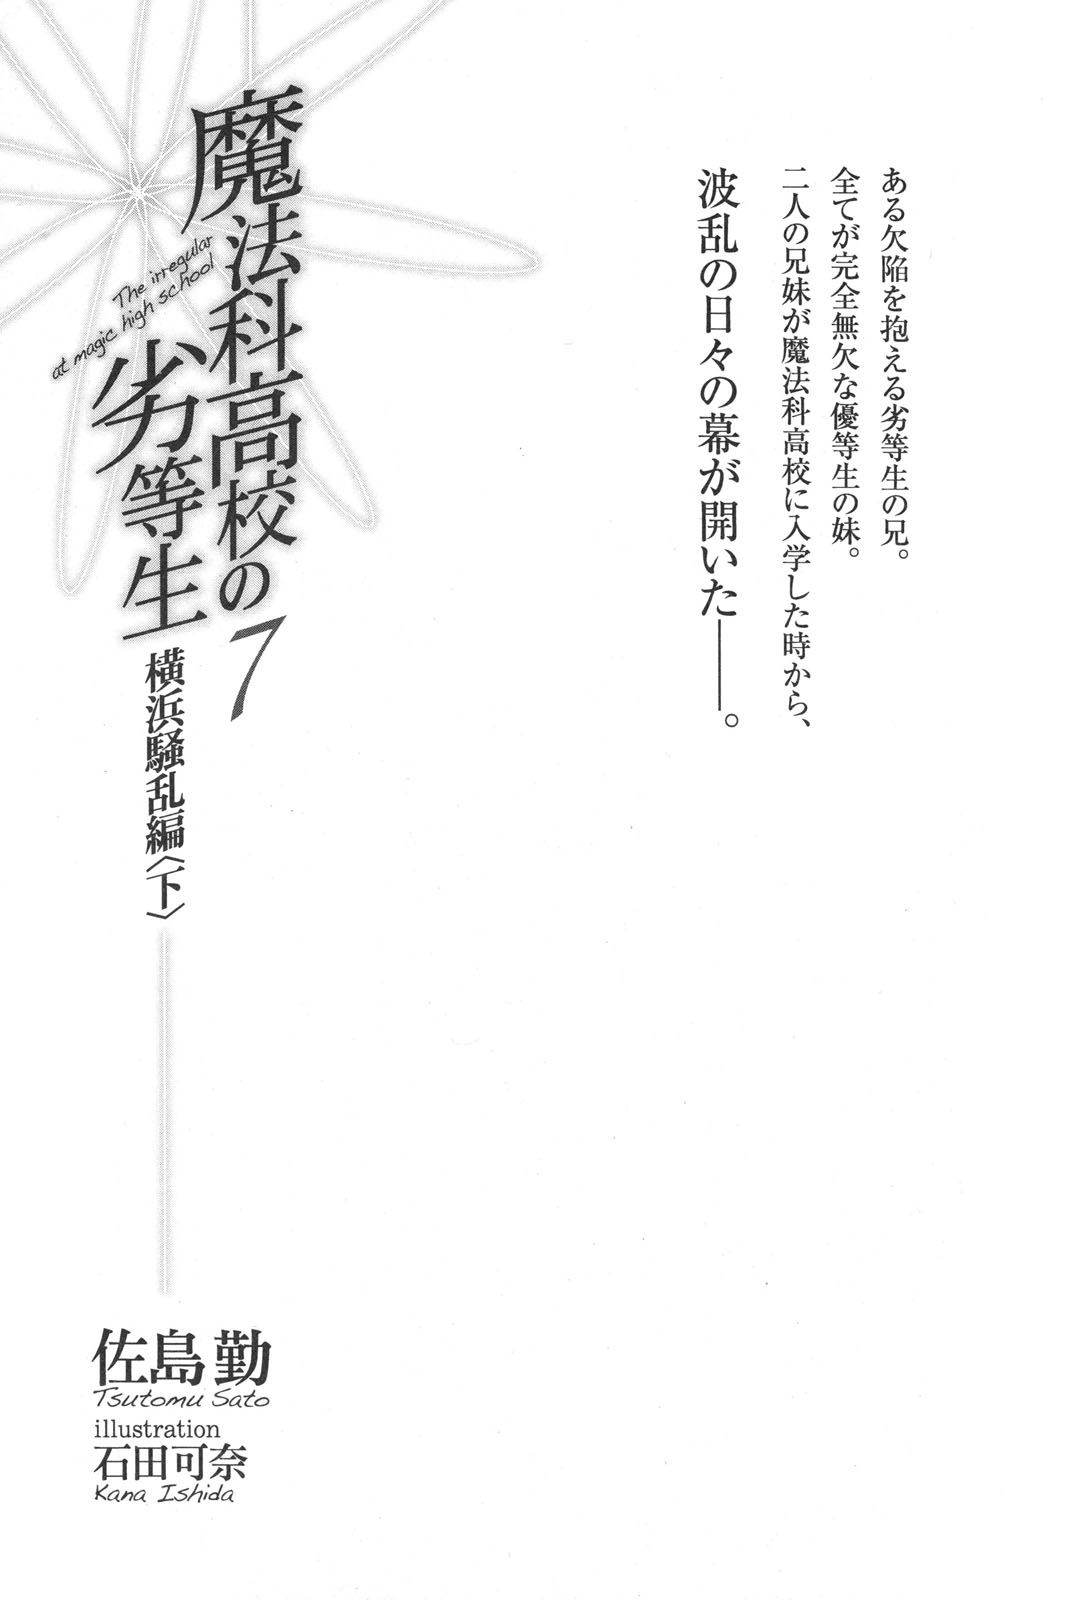 ある欠陥を抱える劣等生の兄。
全てが完全無欠な優等生の妹。
二人の兄妹が魔法科高校に入学した時から、
波乱の日々の幕が開いた――。
魔法科高校の
劣等生
7
The irregular
at magic high school
横浜騒乱編〈下〉
佐島 勤
Tsutomu Sato
illustration
石田可奈
Kana Ishida